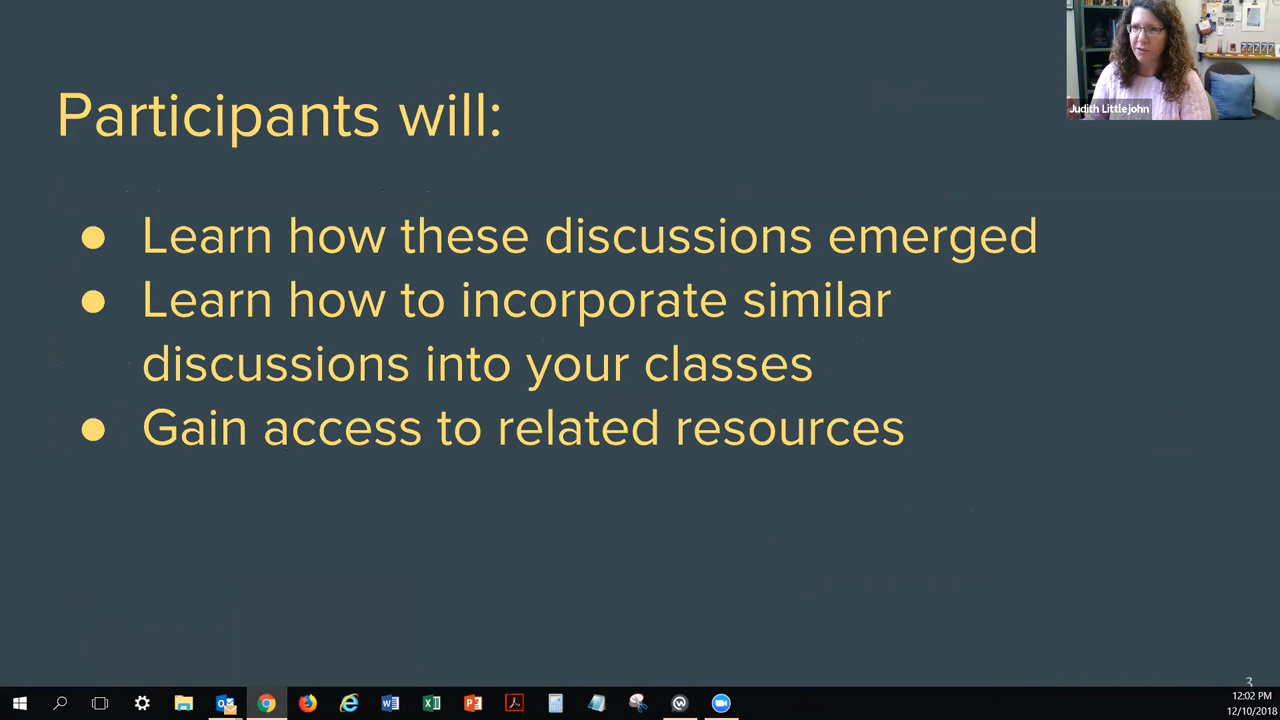 Participants will:
Judith Littlejohn
● Learn how these discussions emerged
● Learn how to incorporate similar
discussions into your classes
● Gain access to related resources
3
12:02 PM
12/10/2018